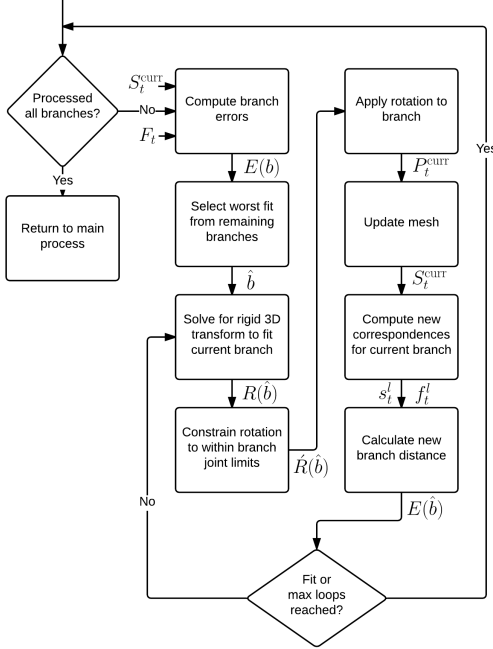 Processed
all branches?
No
Yes
Return to main
process
S_t^curr
F_t
Compute branch
errors
E(b)
Select worst fit
from remaining
branches
b̂
Solve for rigid 3D
transform to fit
current branch
R(b̂)
Constrain rotation
to within branch
joint limits
Ŕ(b̂)
Apply rotation to
branch
P_t^curr
Update mesh
S_t^curr
Compute new
correspondences
for current branch
s_t^l f_t^l
Calculate new
branch distance
E(b̂)
Fit or
max loops
reached?
No
Yes